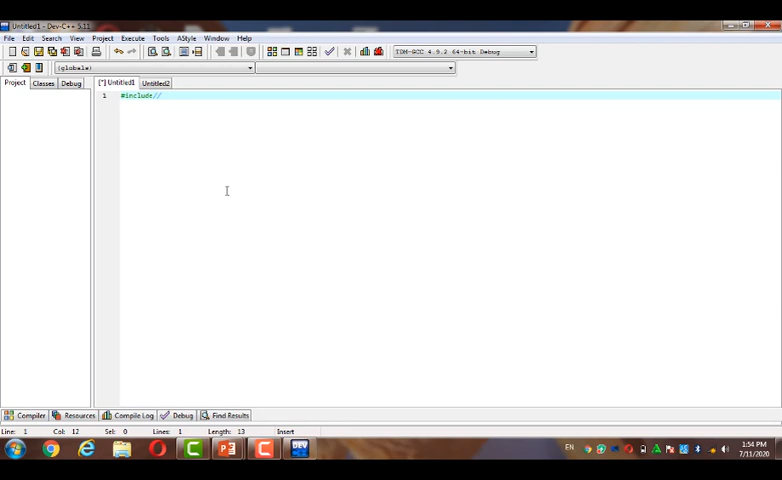 Untitled1 - Dev-C++ 5.11
File Edit Search View Project Execute Tools AStyle Window Help
TDM-GCC 4.9.2 64-bit Debug
(globals)
Project Classes Debug [*] Untitled1 Untitled2
1 #include//
Compiler Resources Compile Log Debug Find Results
Line: 1 Col: 12 Sel: 0 Lines: 1 Length: 13 Insert
DEV
EN
1:54 PM
7/11/2020